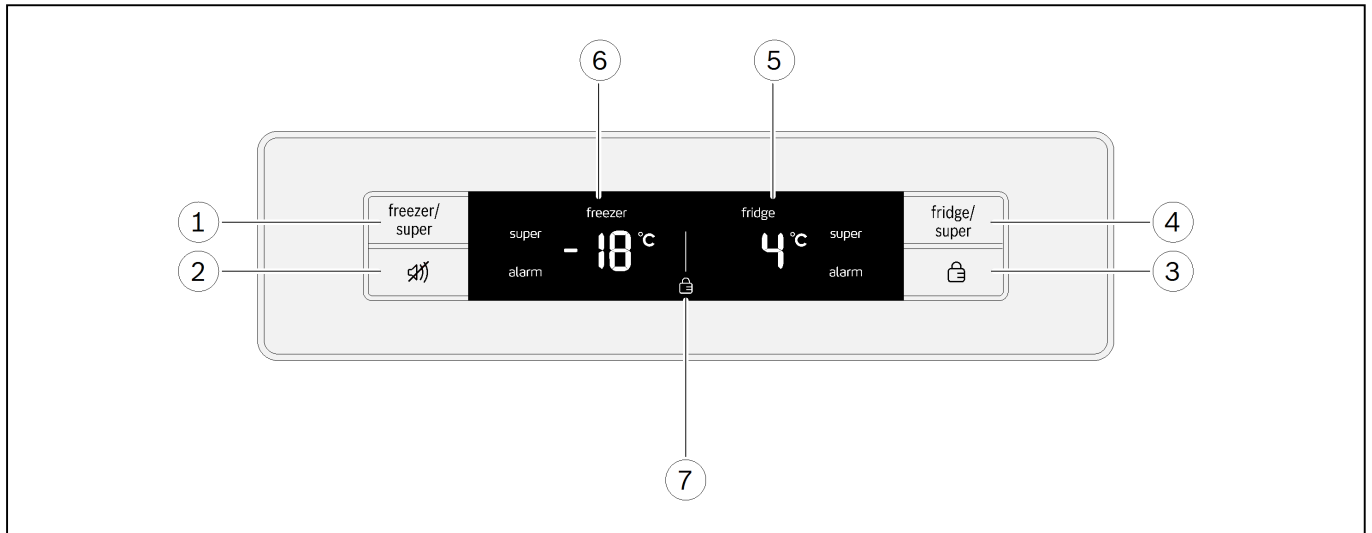 6 5
1 freezer/
super
2
freezer
super -18 °C
alarm
fridge
4 °C super
alarm
fridge/
super 4
3
7